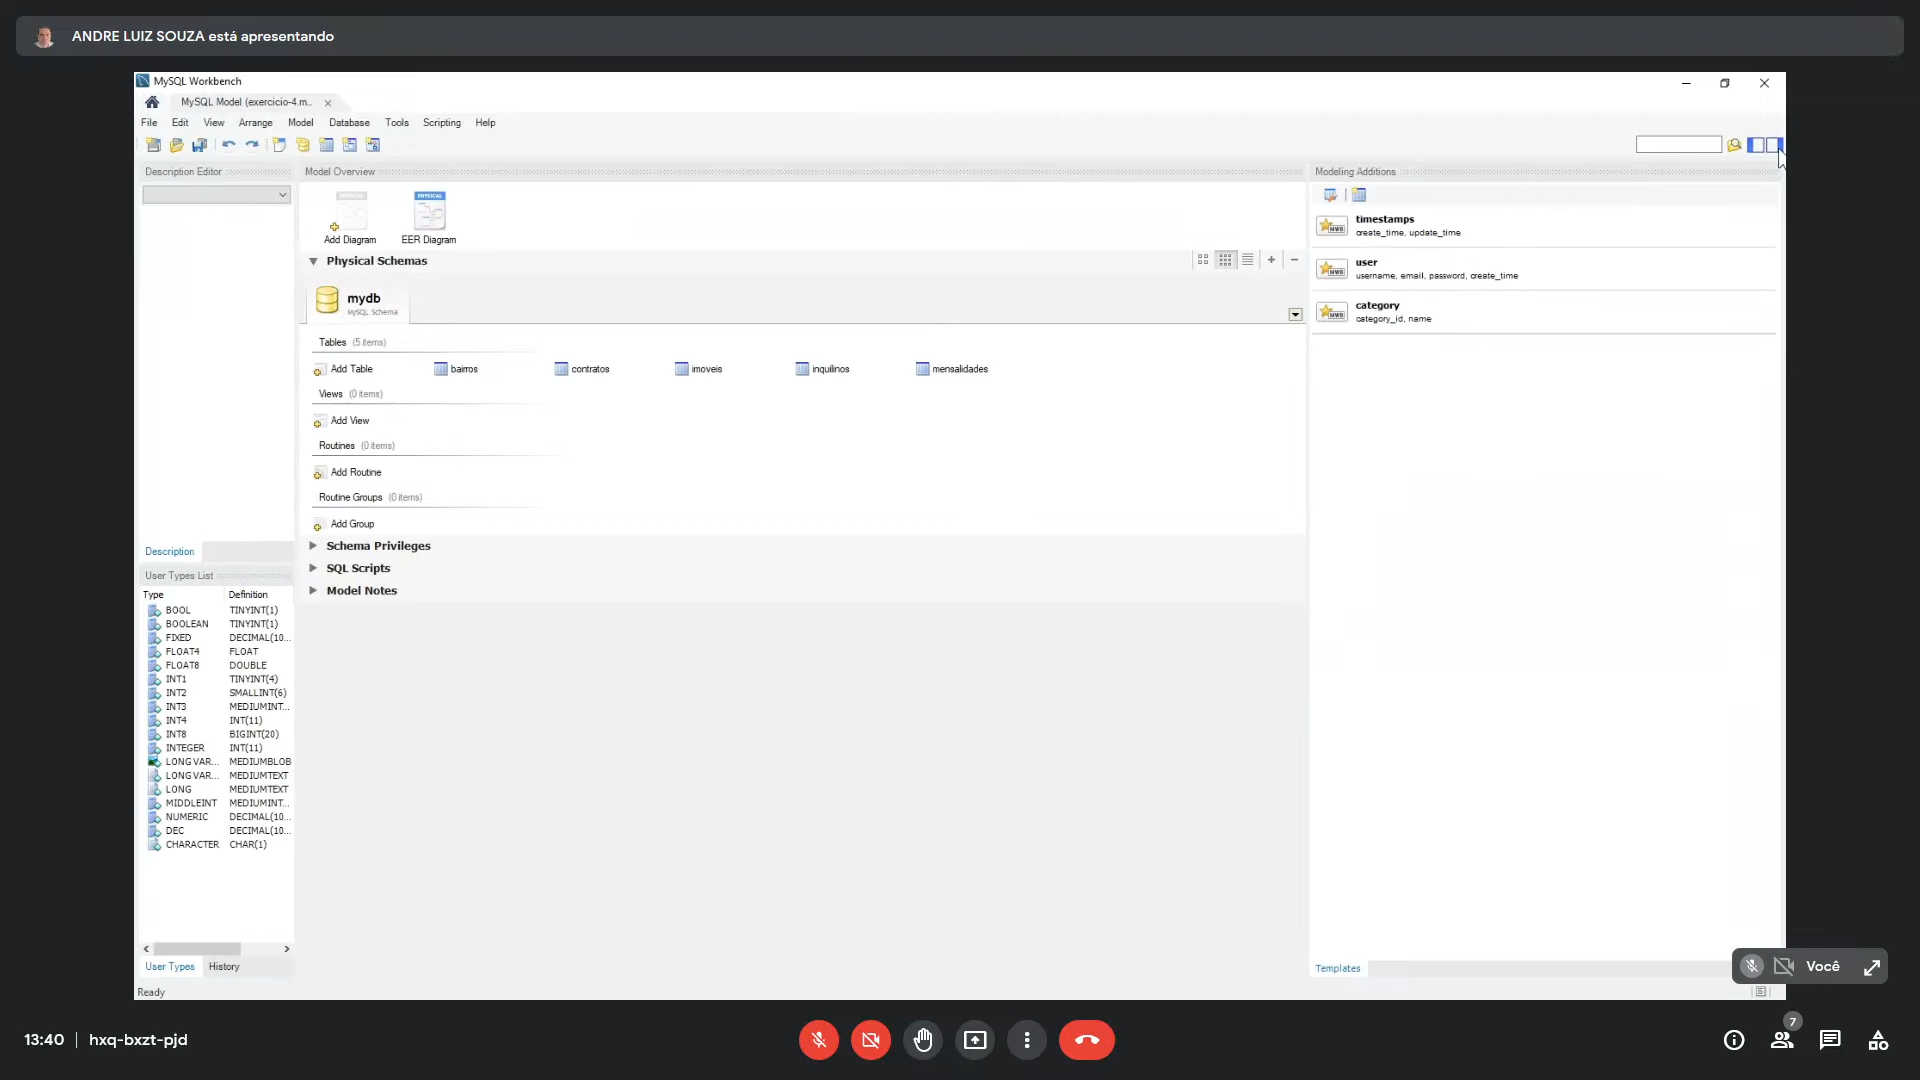 ANDRE LUIZ SOUZA está apresentando
MySQL Workbench
MySQL Model (exercicio-4.m...
File Edit View Arrange Model Database Tools Scripting Help
Description Editor
Model Overview
Modeling Additions
PHYSICAL
Add Diagram
PHYSICAL
EER Diagram
Physical Schemas
mydb
MySQL Schema
Tables (5 items)
Add Table bairros contratos imoveis inquilinos mensalidades
Views (0 items)
Add View
Routines (0 items)
Add Routine
Routine Groups (0 items)
Add Group
Schema Privileges
SQL Scripts
Model Notes
MWB
timestamps
create_time, update_time
MWB
user
username, email, password, create_time
MWB
category
category_id, name
Description
User Types List
Type Definition
BOOL TINYINT(1)
BOOLEAN TINYINT(1)
FIXED DECIMAL(10...
FLOAT4 FLOAT
FLOAT8 DOUBLE
INT1 TINYINT(4)
INT2 SMALLINT(6)
INT3 MEDIUMINT...
INT4 INT(11)
INT8 BIGINT(20)
INTEGER INT(11)
LONG VAR... MEDIUMBLOB
LONG VAR... MEDIUMTEXT
LONG MEDIUMTEXT
MIDDLEINT MEDIUMINT...
NUMERIC DECIMAL(10...
DEC DECIMAL(10...
CHARACTER CHAR(1)
User Types History
Templates
Ready
Você
13:40 hxq-bxzt-pjd
7